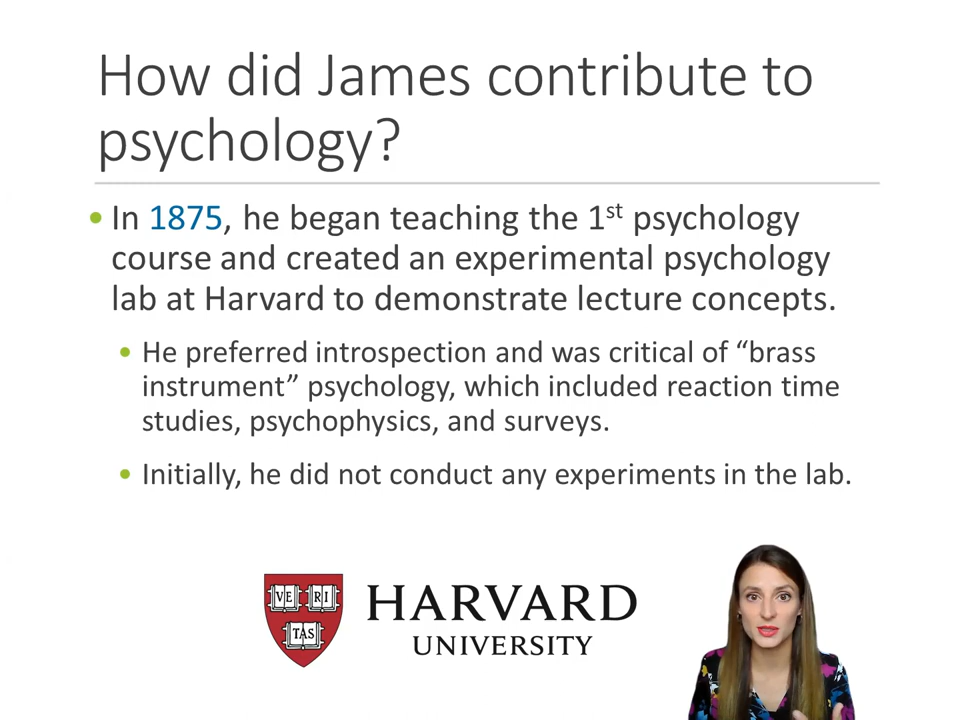 How did James contribute to
psychology?
• In 1875, he began teaching the 1st psychology
course and created an experimental psychology
lab at Harvard to demonstrate lecture concepts.
• He preferred introspection and was critical of “brass
instrument” psychology, which included reaction time
studies, psychophysics, and surveys.
• Initially, he did not conduct any experiments in the lab.
VE RI
TAS
HARVARD
UNIVERSITY